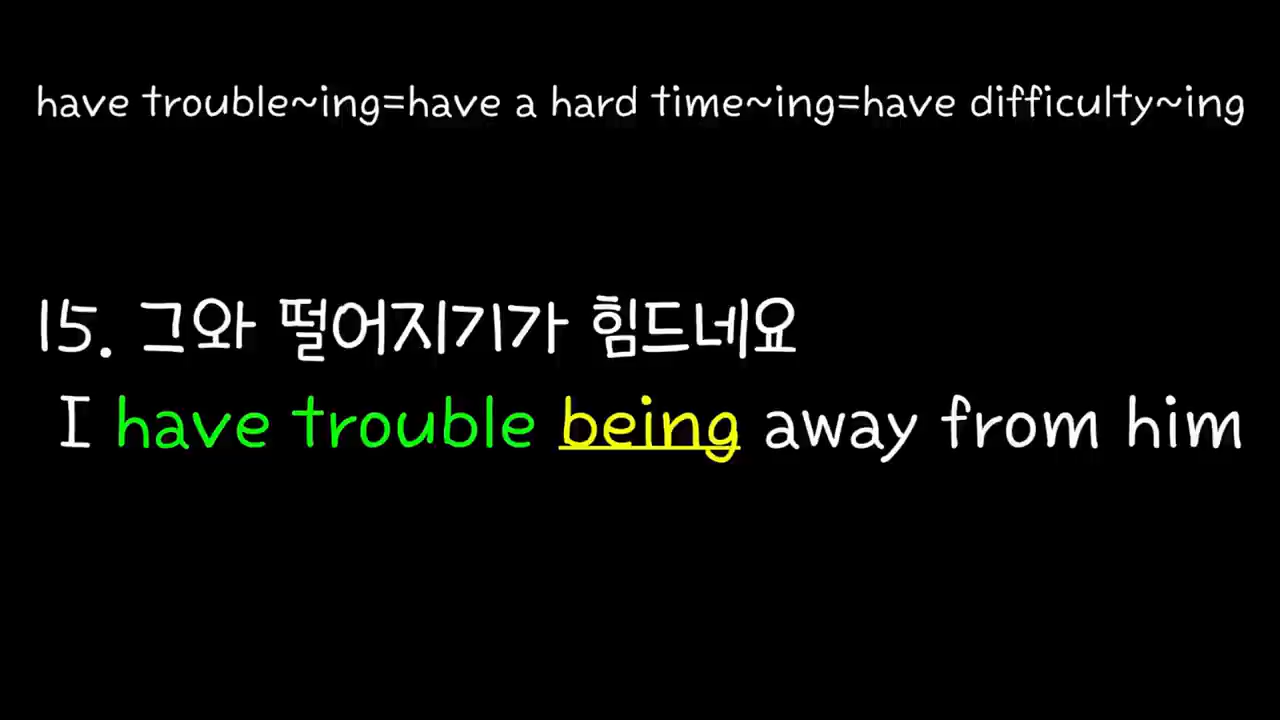 have trouble~ing=have a hard time~ing=have difficulty~ing
15. 그와 떨어지기가 힘드네요
I have trouble being away from him